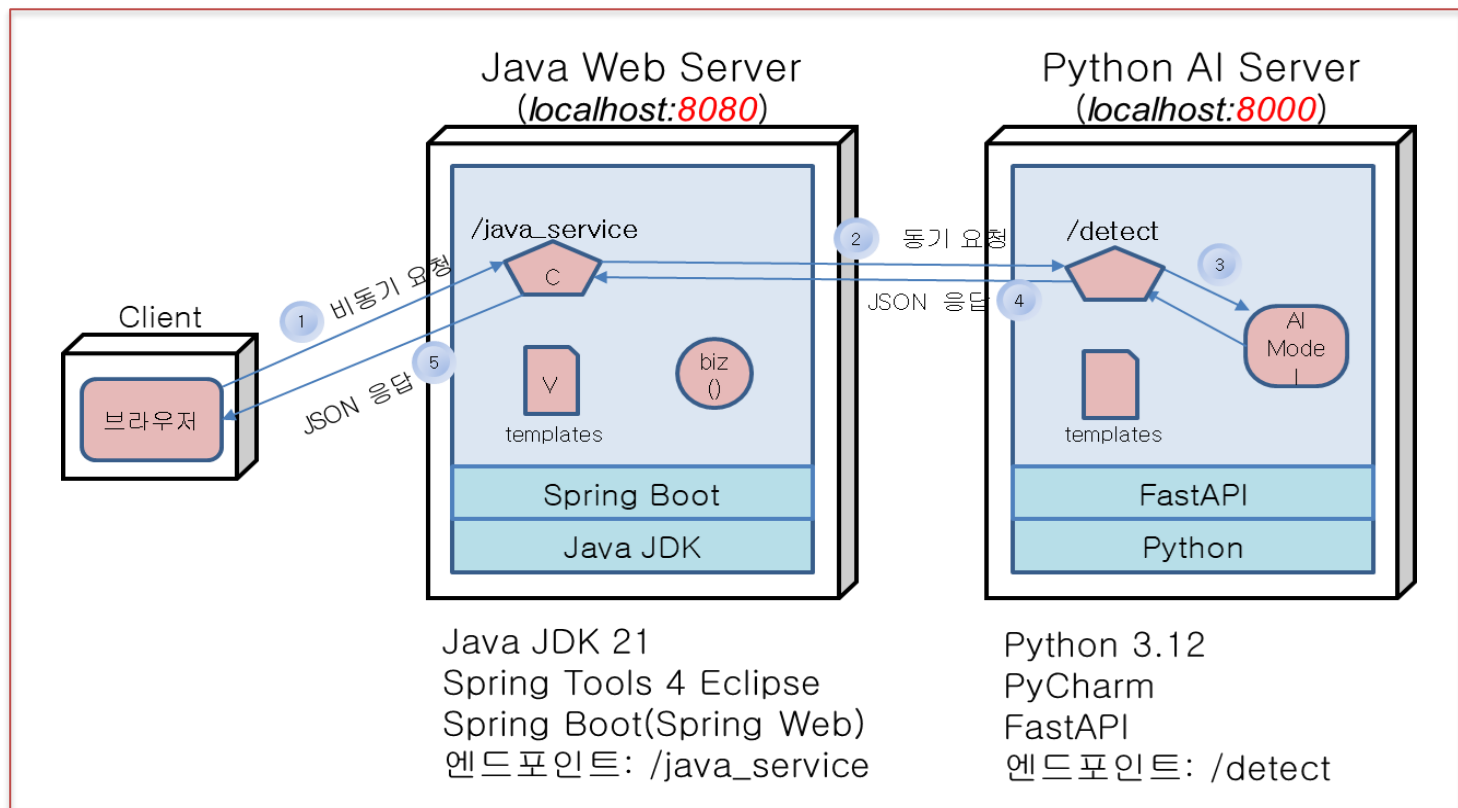 Java Web Server
(localhost:8080)
Python AI Server
(localhost:8000)
Client
브라우저
1
비동기 요청
5
JSON 응답
/java_service
C
V
templates
biz
()
Spring Boot
Java JDK
2
동기 요청
JSON 응답
4
/detect
3
AI
Mode
l
templates
FastAPI
Python
Java JDK 21
Spring Tools 4 Eclipse
Spring Boot(Spring Web)
엔드포인트: /java_service
Python 3.12
PyCharm
FastAPI
엔드포인트: /detect